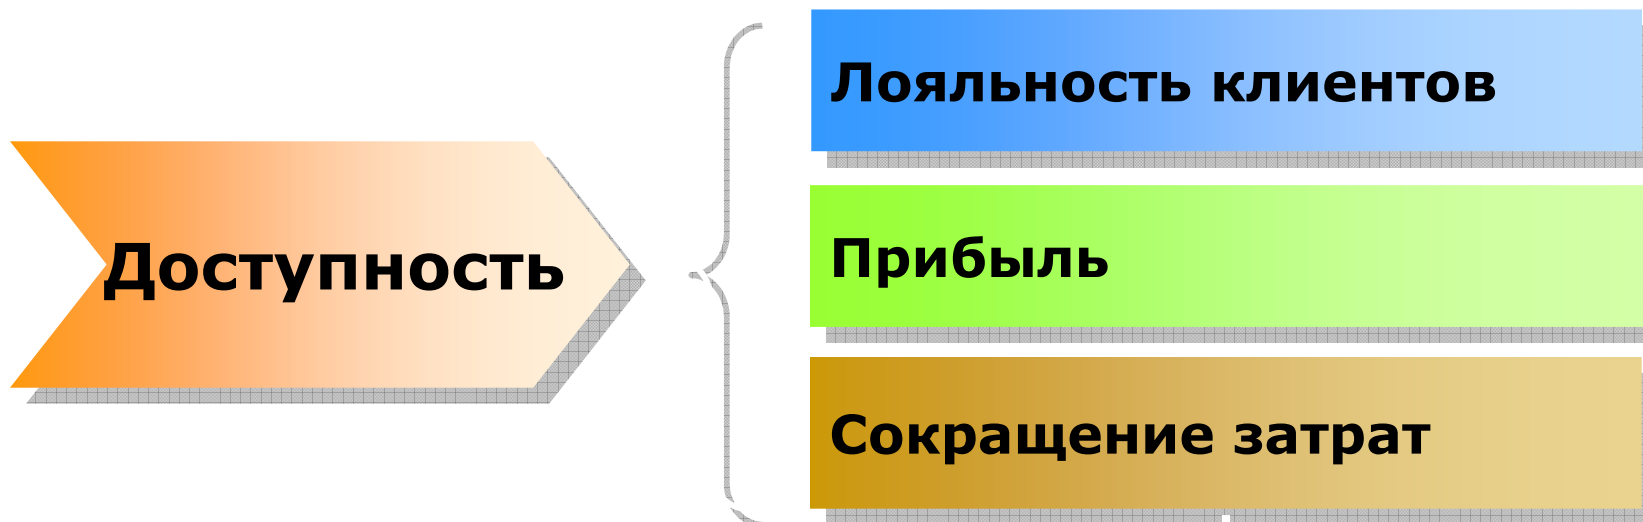 Доступность
Лояльность клиентов
Прибыль
Сокращение затрат